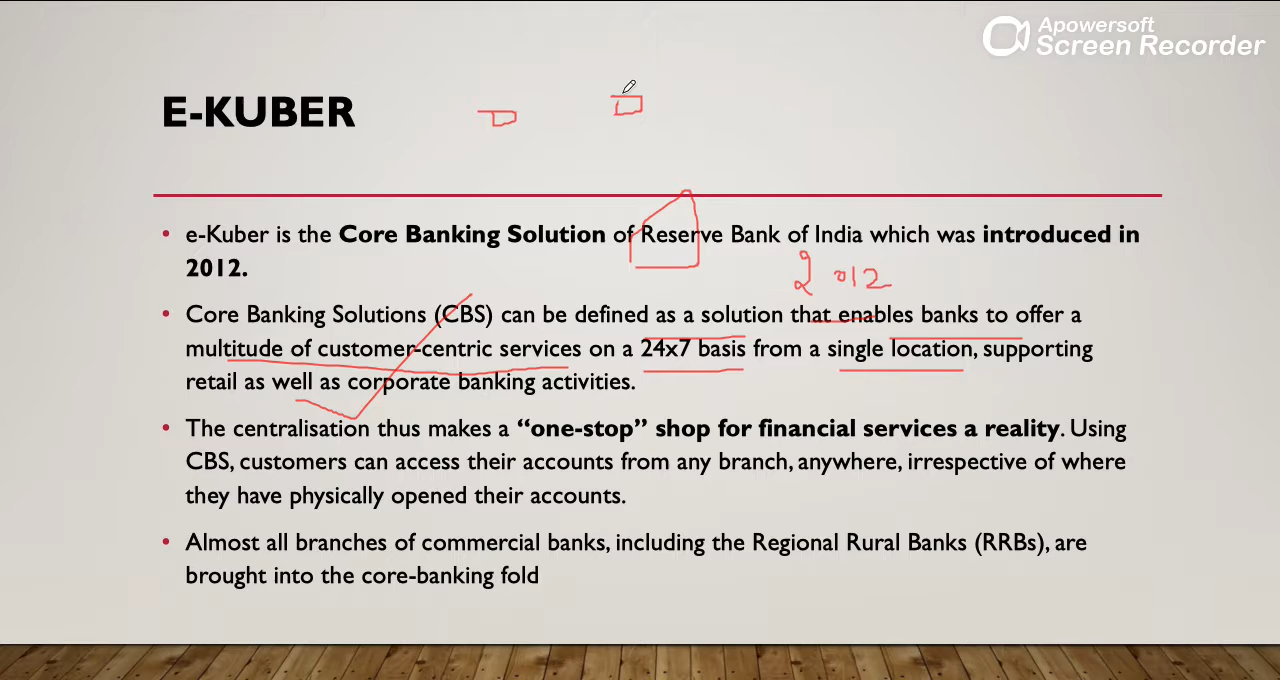 Apowersoft
Screen Recorder
E-KUBER
• e-Kuber is the Core Banking Solution of Reserve Bank of India which was introduced in
2012.
2012
• Core Banking Solutions (CBS) can be defined as a solution that enables banks to offer a
multitude of customer-centric services on a 24x7 basis from a single location, supporting
retail as well as corporate banking activities.
• The centralisation thus makes a “one-stop” shop for financial services a reality. Using
CBS, customers can access their accounts from any branch, anywhere, irrespective of where
they have physically opened their accounts.
• Almost all branches of commercial banks, including the Regional Rural Banks (RRBs), are
brought into the core-banking fold